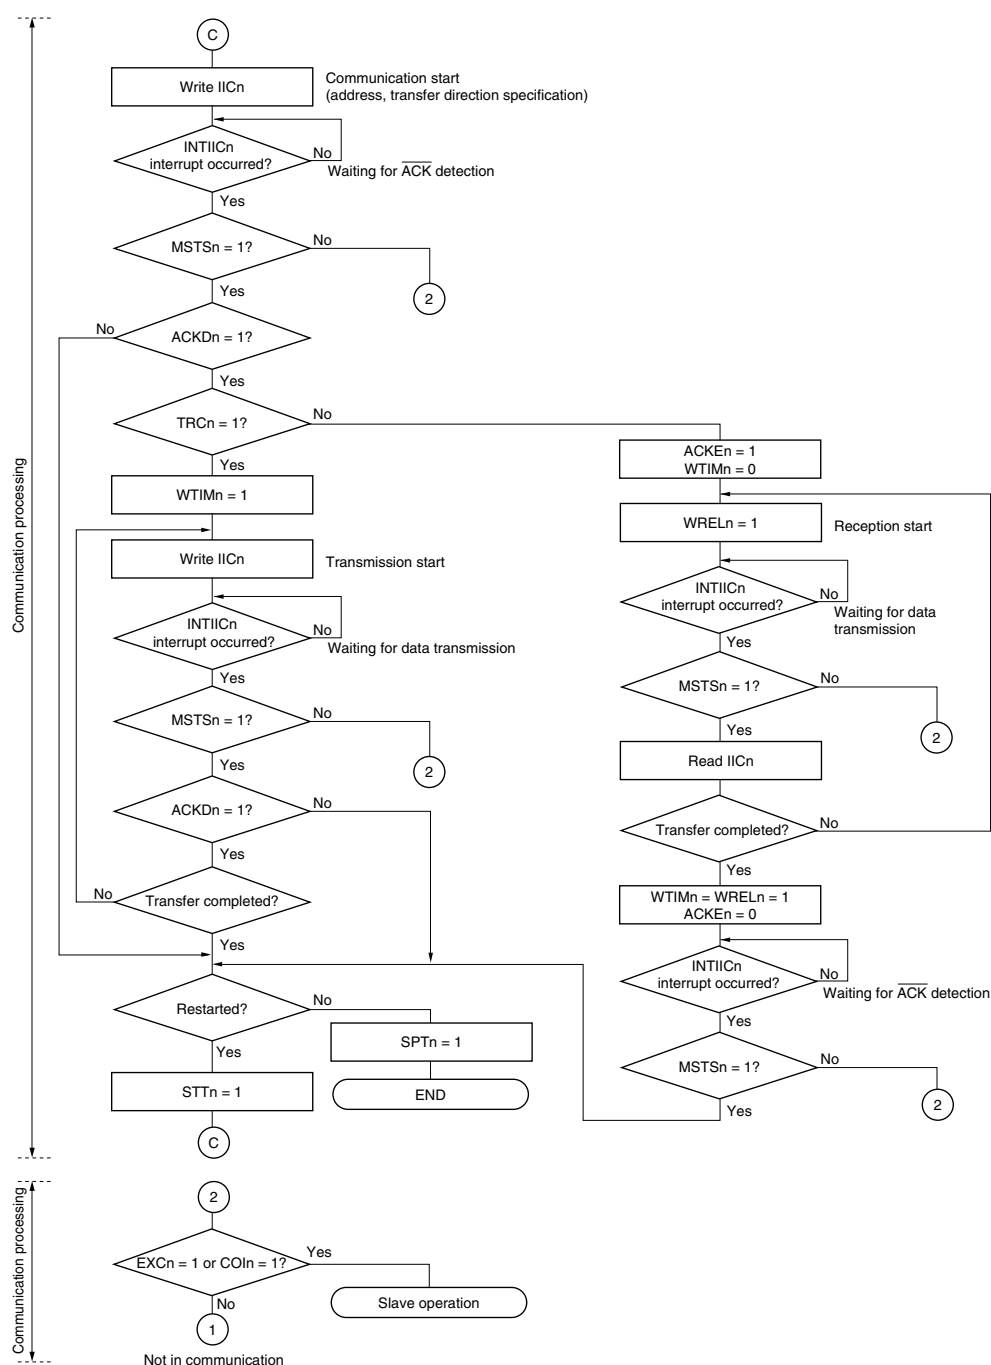 C
Write IICn
Communication start
(address, transfer direction specification)
INTIICn
interrupt occurred?
No
Waiting for ACK detection
Yes
MSTSn = 1?
No
2
Yes
No
ACKDn = 1?
Yes
TRCn = 1?
No
Yes
WTIMn = 1
Write IICn
Transmission start
INTIICn
interrupt occurred?
No
Waiting for data transmission
Yes
MSTSn = 1?
No
2
Yes
ACKDn = 1?
No
Yes
No
Transfer completed?
Yes
Restarted?
No
SPTn = 1
END
Yes
STTn = 1
C
ACKEn = 1
WTIMn = 0
WRELn = 1
Reception start
INTIICn
interrupt occurred?
No
Waiting for data
transmission
Yes
MSTSn = 1?
No
2
Yes
Read IICn
Transfer completed?
No
Yes
WTIMn = WRELn = 1
ACKEn = 0
INTIICn
interrupt occurred?
No
Waiting for ACK detection
Yes
MSTSn = 1?
No
2
Yes
Communication processing
2
EXCn = 1 or COIn = 1?
Yes
Slave operation
No
1
Not in communication
Communication processing